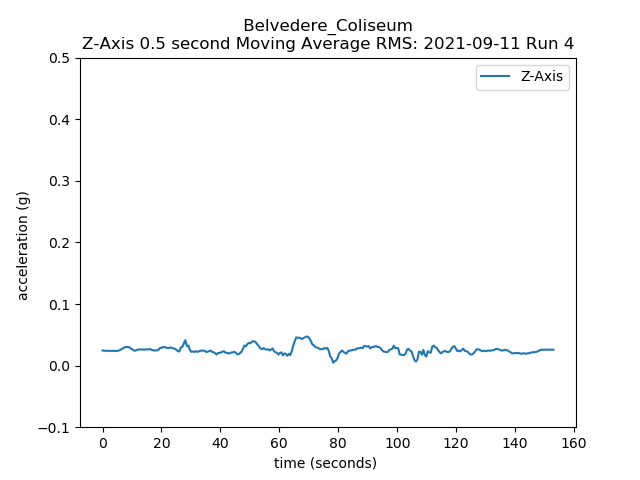 Belvedere_Coliseum
Z-Axis 0.5 second Moving Average RMS: 2021-09-11 Run 4
Z-Axis
acceleration (g)
0.5
0.4
0.3
0.2
0.1
0.0
−0.1
0 20 40 60 80 100 120 140 160
time (seconds)